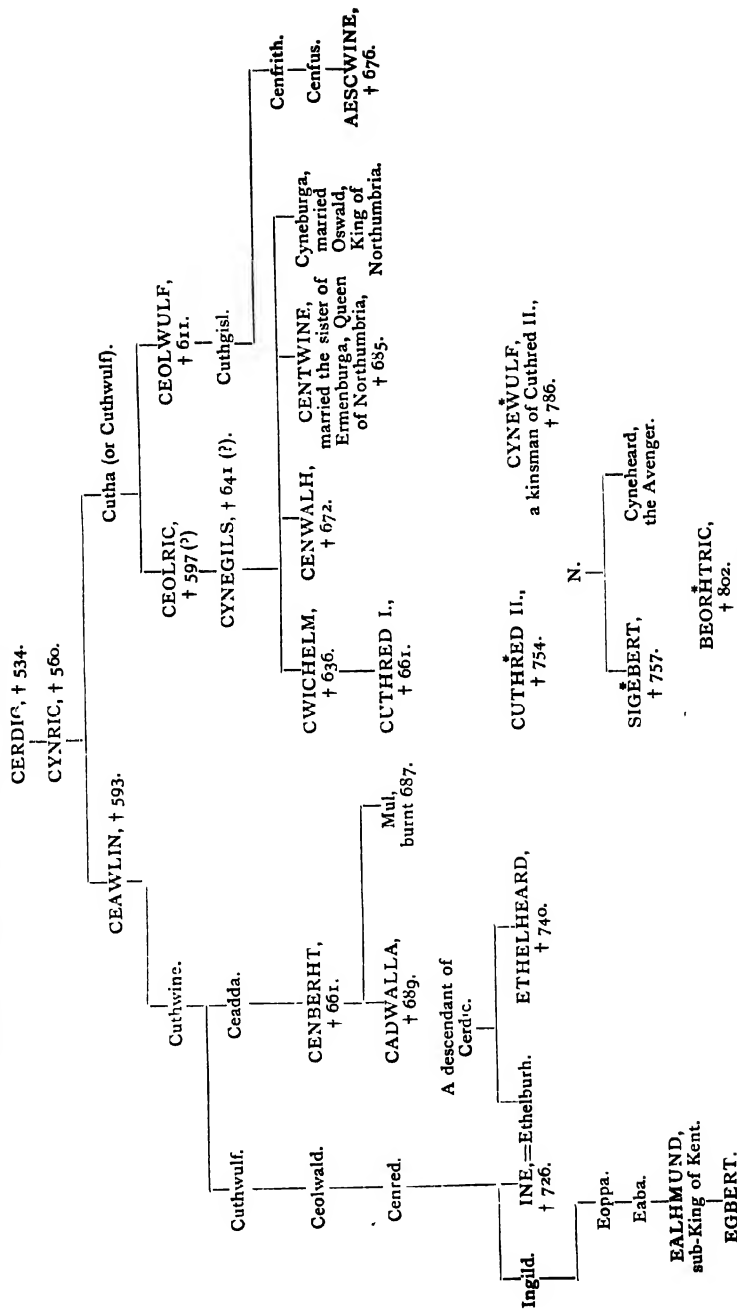 CERDIC, † 534.
CYNRIC, † 560.
CEAWLIN, † 593.
Cutha (or Cuthwulf).
Cuthwine.
CEOLRIC,
† 597 (?)
CEOLWULF,
† 611.
Cuthwulf.
Ceadda.
CYNEGILS, † 641 (?).
Cuthgisl.
Ceolwald.
CENBERHT,
† 661.
CWICHELM,
† 636.
CENWALH,
† 672.
CENTWINE,
married the sister of
Ermenburga, Queen
of Northumbria,
† 685.
Cyneburga,
married
Oswald,
King of
Northumbria.
Cenfrith.
Cenfus.
AESCWINE,
† 676.
Cenred.
CADWALLA,
† 689.
Mul,
burnt 687.
CUTHRED I.,
† 661.
A descendant of
Cerdic.
Ingild.
INE,=Ethelburh.
† 726.
ETHELHEARD,
† 740.
CUTHRED* II.,
† 754.
CYNEWULF,*
a kinsman of Cuthred II.,
† 786.
Eoppa.
Eaba.
EALHMUND,
sub-King of Kent.
EGBERT.
N.
SIGEBERT,*
† 757.
Cyneheard,
the Avenger.
BEORHTRIC,*
† 802.